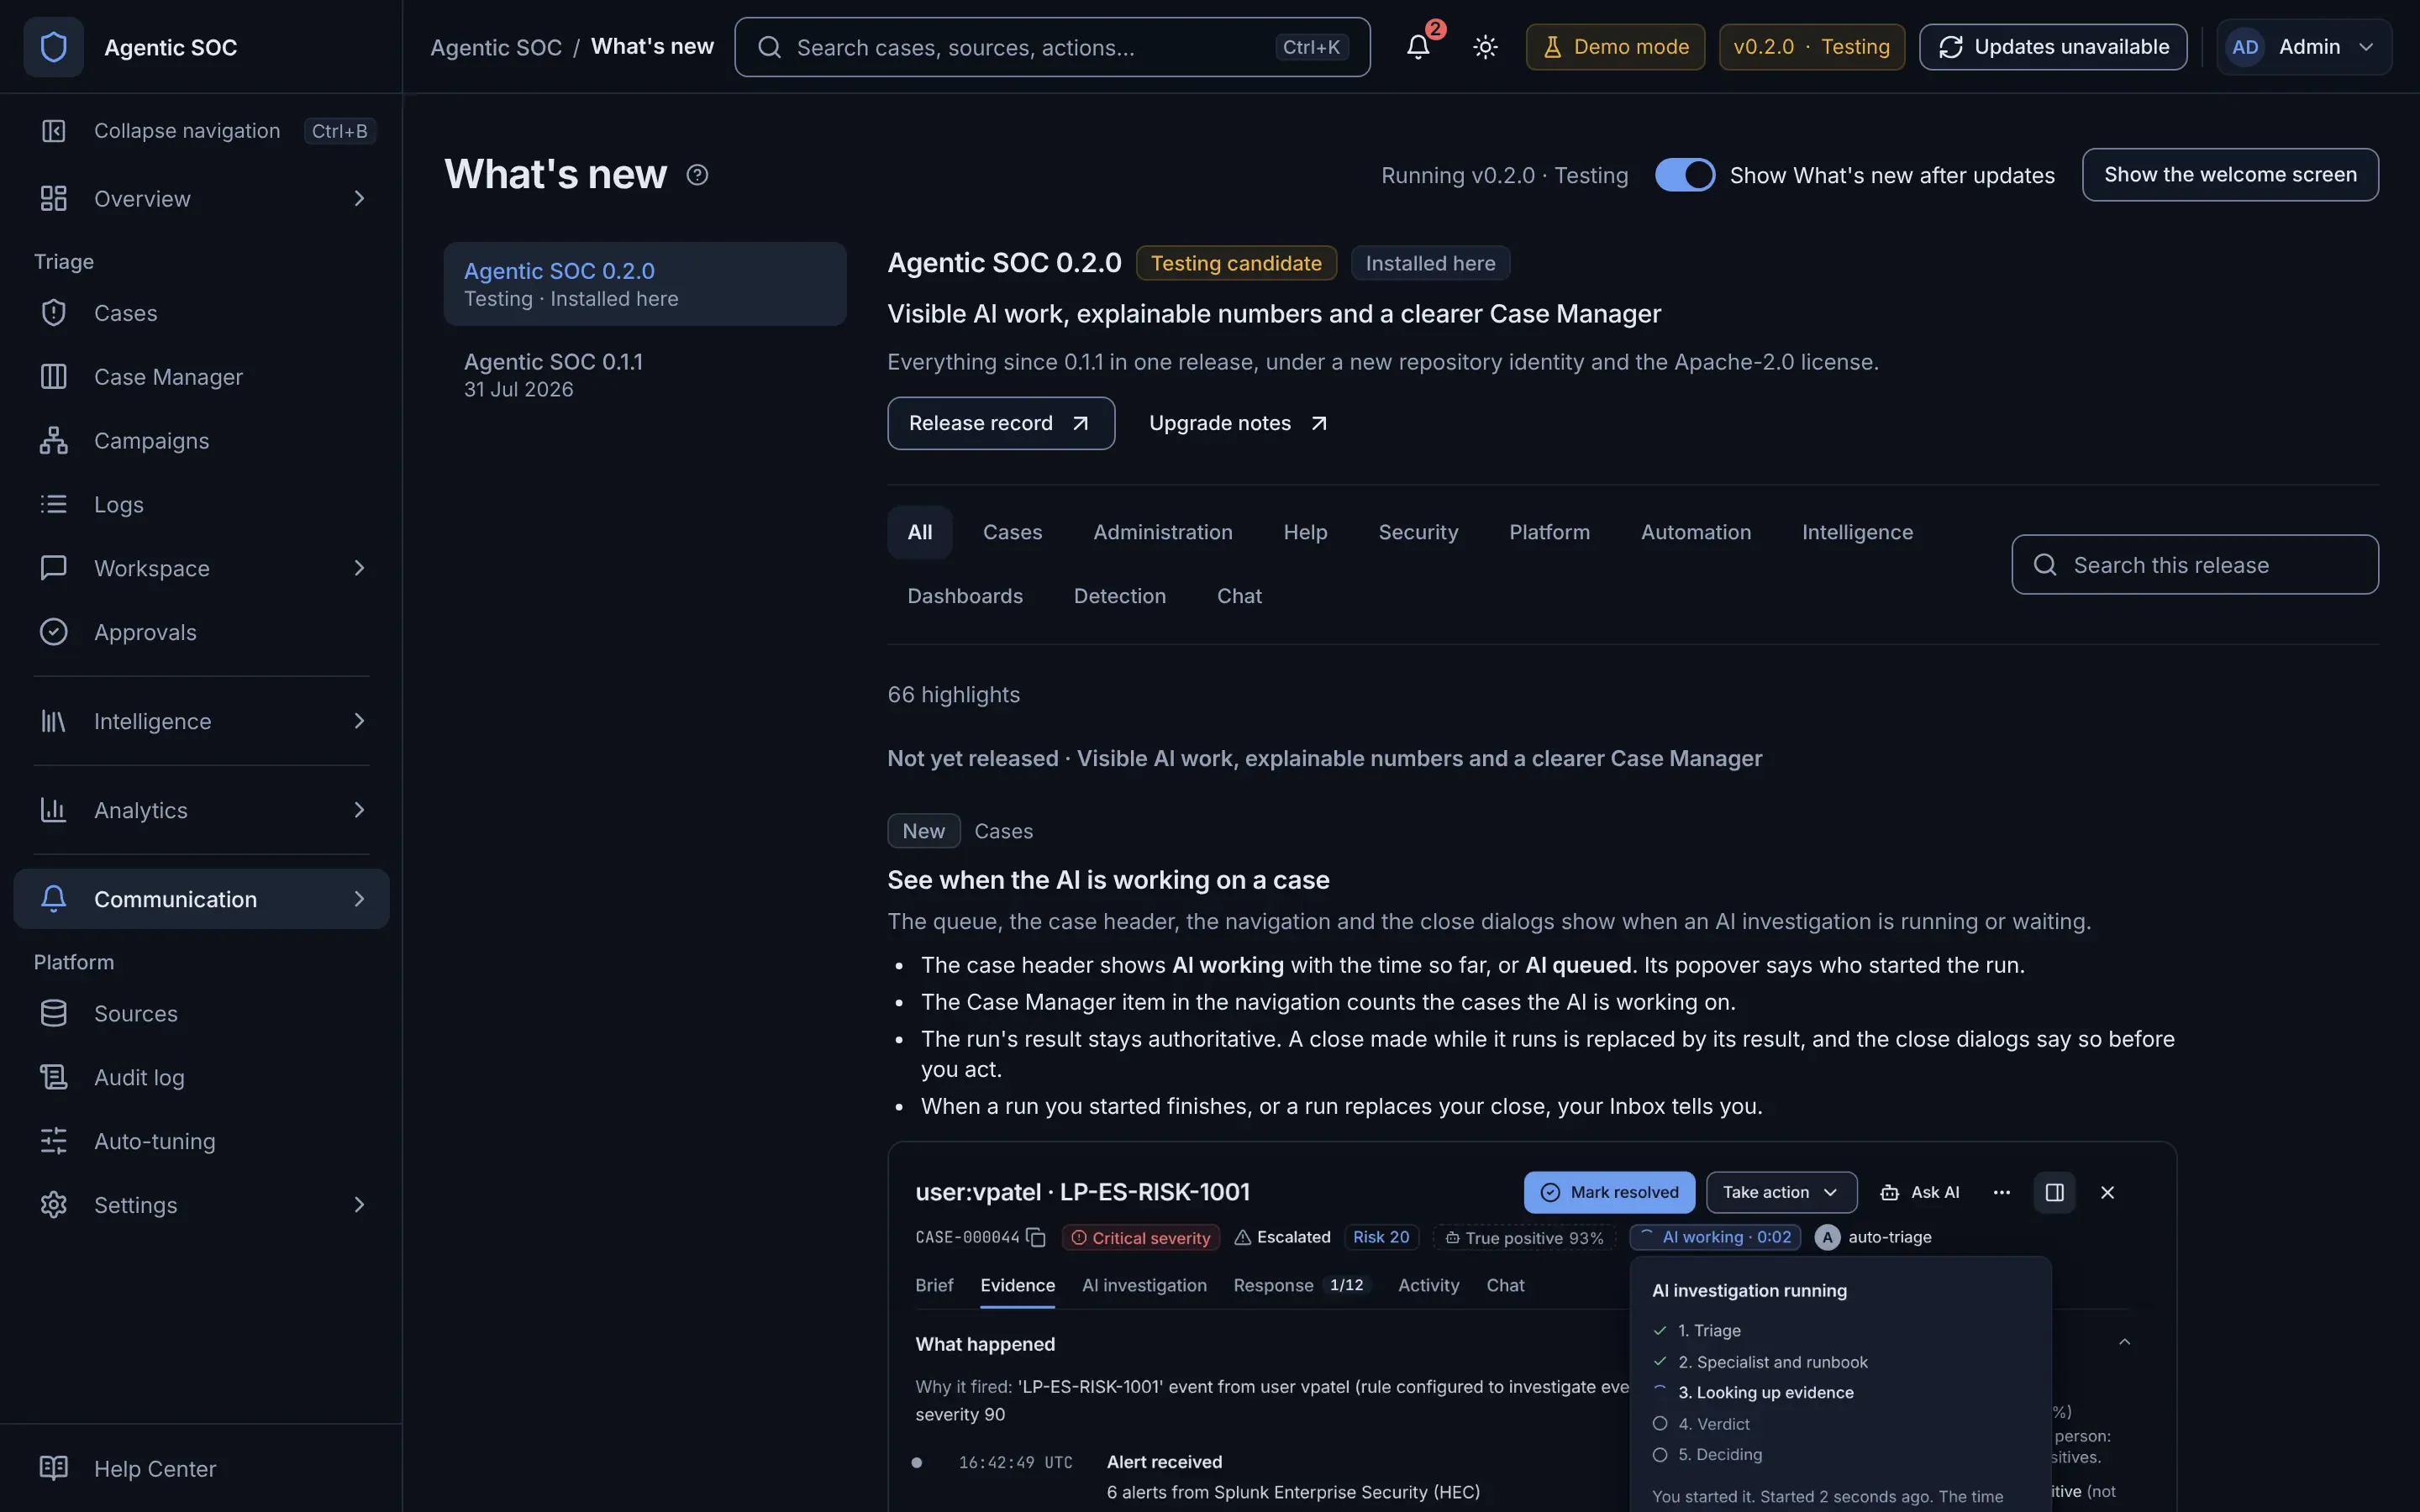 Agentic SOC
Agentic SOC / What's new
Search cases, sources, actions... Ctrl+K
2
Demo mode
v0.2.0 · Testing
Updates unavailable
AD Admin
Collapse navigation Ctrl+B
Overview
Triage
Cases
Case Manager
Campaigns
Logs
Workspace
Approvals
Intelligence
Analytics
Communication
Platform
Sources
Audit log
Auto-tuning
Settings
Help Center
What's new
Running v0.2.0 · Testing
Show What's new after updates
Show the welcome screen
Agentic SOC 0.2.0
Testing · Installed here
Agentic SOC 0.1.1
31 Jul 2026
Agentic SOC 0.2.0 Testing candidate Installed here
Visible AI work, explainable numbers and a clearer Case Manager
Everything since 0.1.1 in one release, under a new repository identity and the Apache-2.0 license.
Release record Upgrade notes
All Cases Administration Help Security Platform Automation Intelligence
Dashboards Detection Chat
Search this release
66 highlights
Not yet released · Visible AI work, explainable numbers and a clearer Case Manager
New Cases
See when the AI is working on a case
The queue, the case header, the navigation and the close dialogs show when an AI investigation is running or waiting.
• The case header shows AI working with the time so far, or AI queued. Its popover says who started the run.
• The Case Manager item in the navigation counts the cases the AI is working on.
• The run's result stays authoritative. A close made while it runs is replaced by its result, and the close dialogs say so before
you act.
• When a run you started finishes, or a run replaces your close, your Inbox tells you.
user:vpatel · LP-ES-RISK-1001
Mark resolved Take action Ask AI
CASE-000044 Critical severity Escalated Risk 20 True positive 93% AI working · 0:02 A auto-triage
Brief Evidence AI investigation Response 1/12 Activity Chat
What happened
Why it fired: 'LP-ES-RISK-1001' event from user vpatel (rule configured to investigate eve
severity 90
16:42:49 UTC Alert received
6 alerts from Splunk Enterprise Security (HEC)
AI investigation running
1. Triage
2. Specialist and runbook
3. Looking up evidence
4. Verdict
5. Deciding
You started it. Started 2 seconds ago. The time
%)
person:
sitives.
itive (not